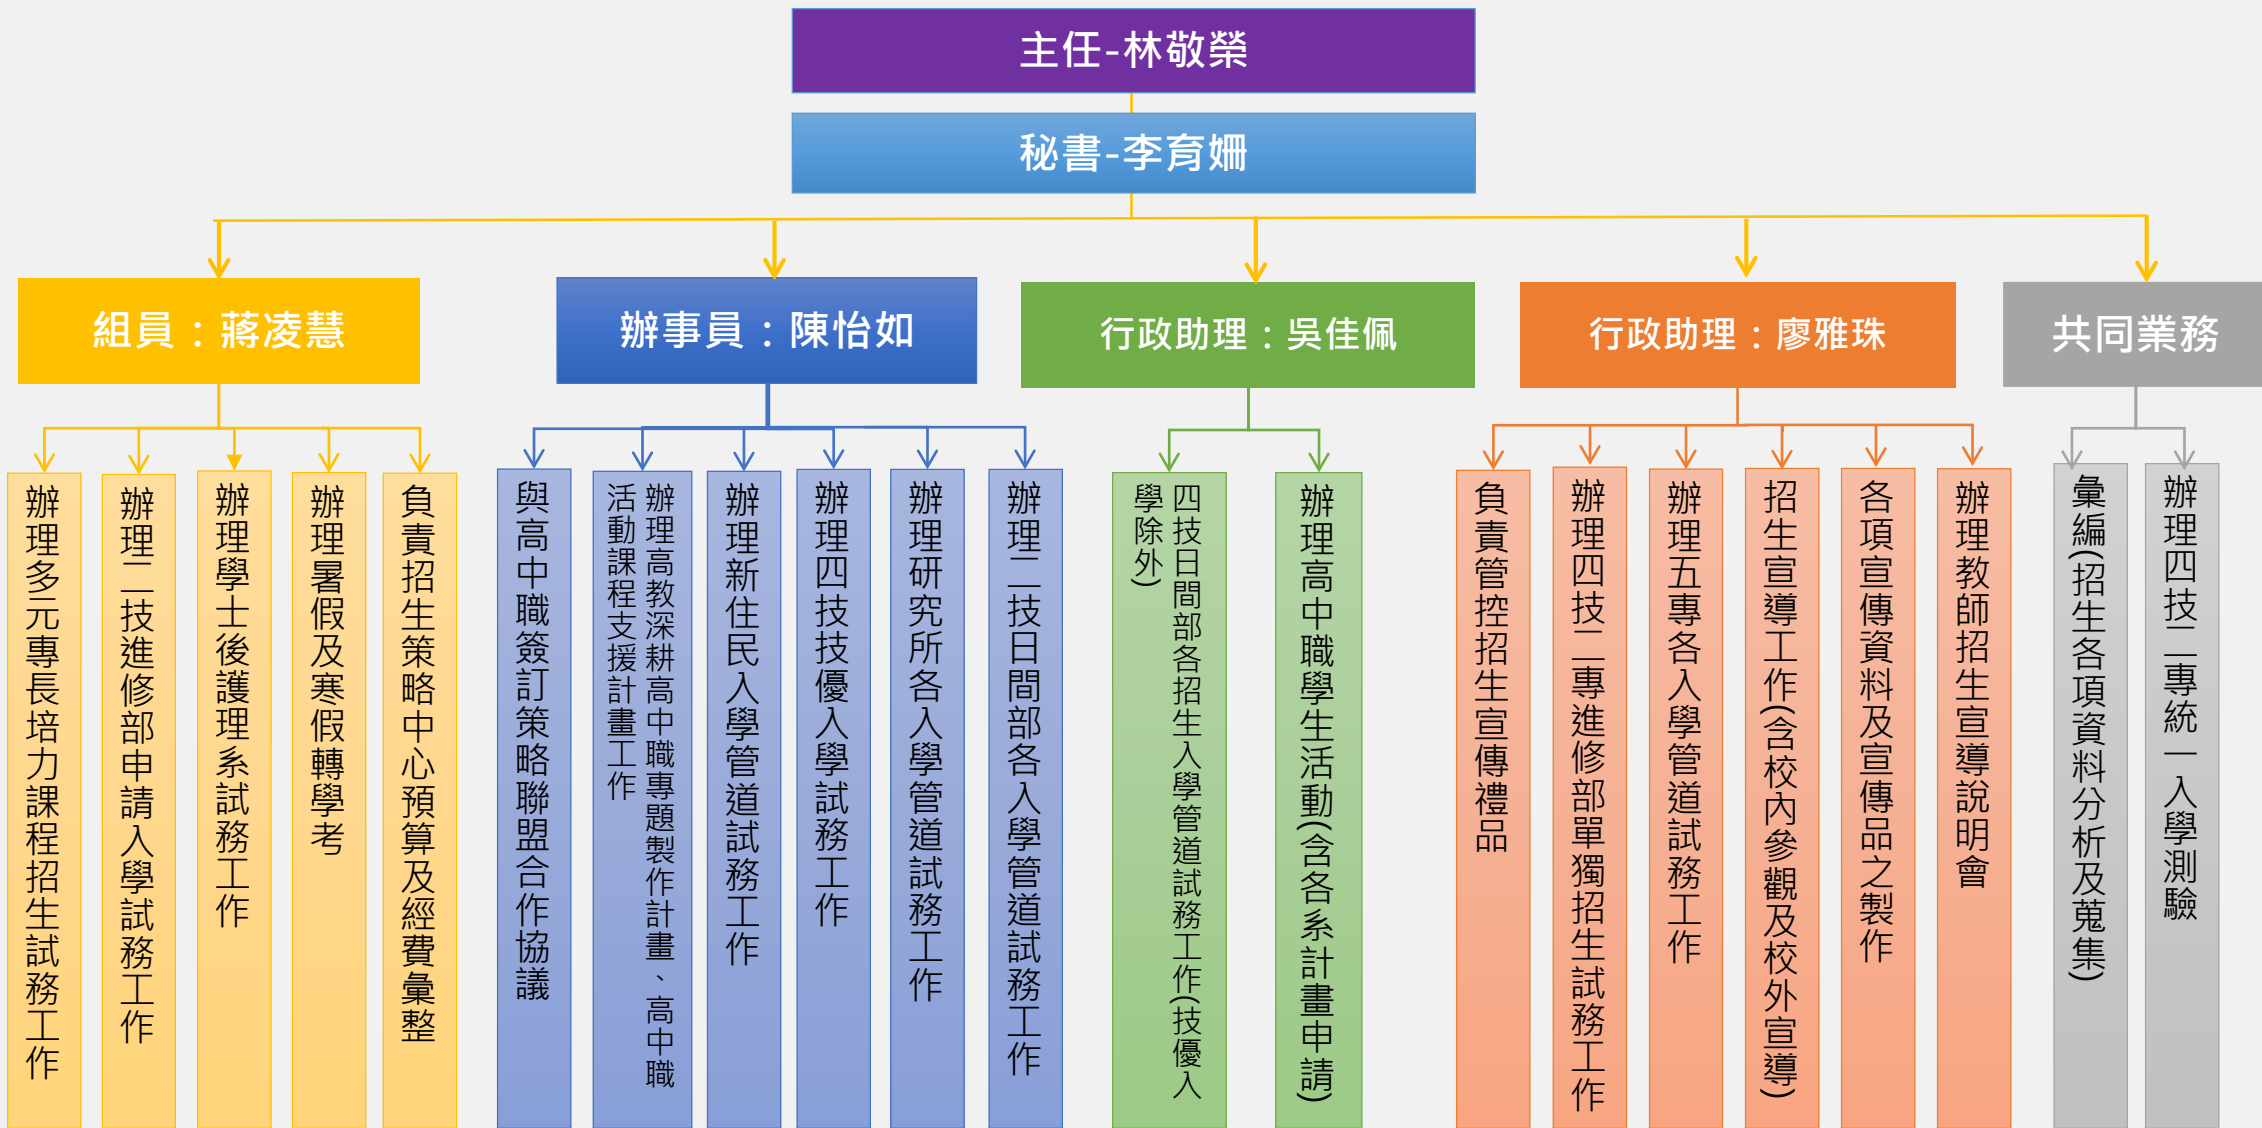 主任-林敬榮
秘書-李育姍
組員：蔣凌慧
辦事員：陳怡如
行政助理：吳佳佩
行政助理：廖雅珠
共同業務
辦理多元專長培力課程招生試務工作
辦理二技進修部申請入學試務工作
辦理學士後護理系試務工作
辦理暑假及寒假轉學考
負責招生策略中心預算及經費彙整
與高中職簽訂策略聯盟合作協議
辦理高教深耕高中職專題製作計畫、高中職
活動課程支援計畫工作
辦理新住民入學管道試務工作
辦理四技技優入學試務工作
辦理研究所各入學管道試務工作
辦理二技日間部各入學管道試務工作
四技日間部各招生入學管道試務工作(技優入
學除外)
辦理高中職學生活動(含各系計畫申請)
負責管控招生宣傳禮品
辦理四技二專進修部單獨招生試務工作
辦理五專各入學管道試務工作
招生宣導工作(含校內參觀及校外宣導)
各項宣傳資料及宣傳品之製作
辦理教師招生宣導說明會
彙編(招生各項資料分析及蒐集)
辦理四技二專統一入學測驗